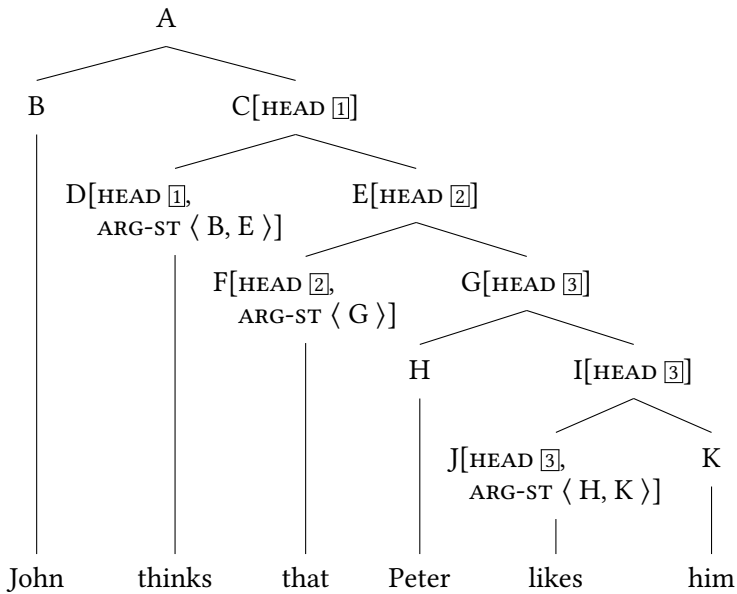 A
B C[HEAD 1]
D[HEAD 1, E[HEAD 2]
ARG-ST ⟨ B, E ⟩]
F[HEAD 2, G[HEAD 3]
ARG-ST ⟨ G ⟩]
H I[HEAD 3]
J[HEAD 3, K
ARG-ST ⟨ H, K ⟩]
John thinks that Peter likes him